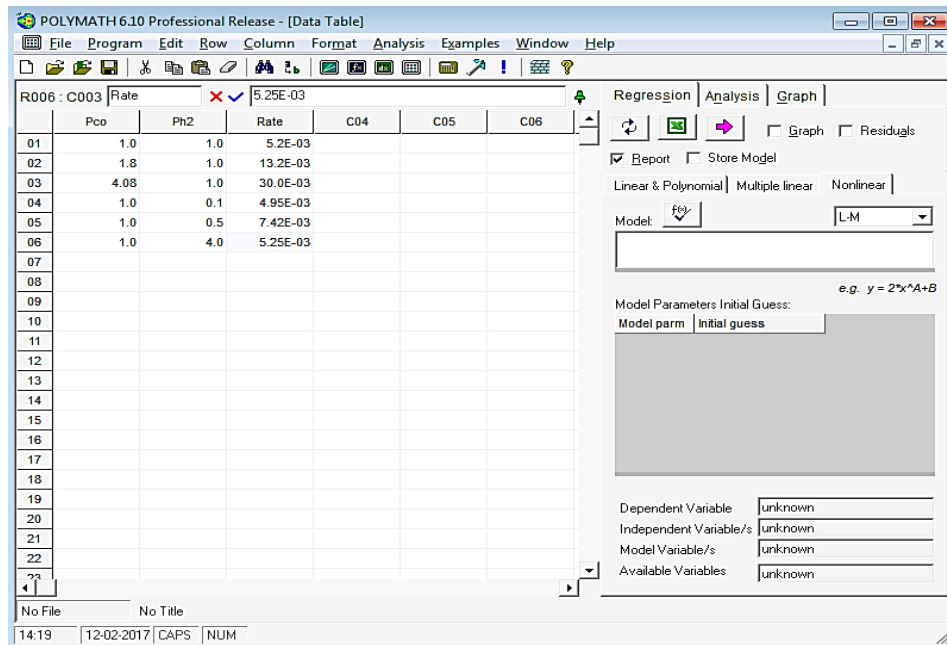 POLYMATH 6.10 Professional Release - [Data Table]
File Program Edit Row Column Format Analysis Examples Window Help
R006 : C003 Rate 5.25E-03
Pco Ph2 Rate C04 C05 C06
01 1.0 1.0 5.2E-03
02 1.8 1.0 13.2E-03
03 4.08 1.0 30.0E-03
04 1.0 0.1 4.95E-03
05 1.0 0.5 7.42E-03
06 1.0 4.0 5.25E-03
07
08
09
10
11
12
13
14
15
16
17
18
19
20
21
22
23
Regression Analysis Graph
Graph Residuals
Report Store Model
Linear & Polynomial Multiple linear Nonlinear
Model: f(x) L-M
e.g. y = 2*x^A+B
Model Parameters Initial Guess:
Model parm Initial guess
Dependent Variable unknown
Independent Variable/s unknown
Model Variable/s unknown
Available Variables unknown
No File No Title
14:19 12-02-2017 CAPS NUM